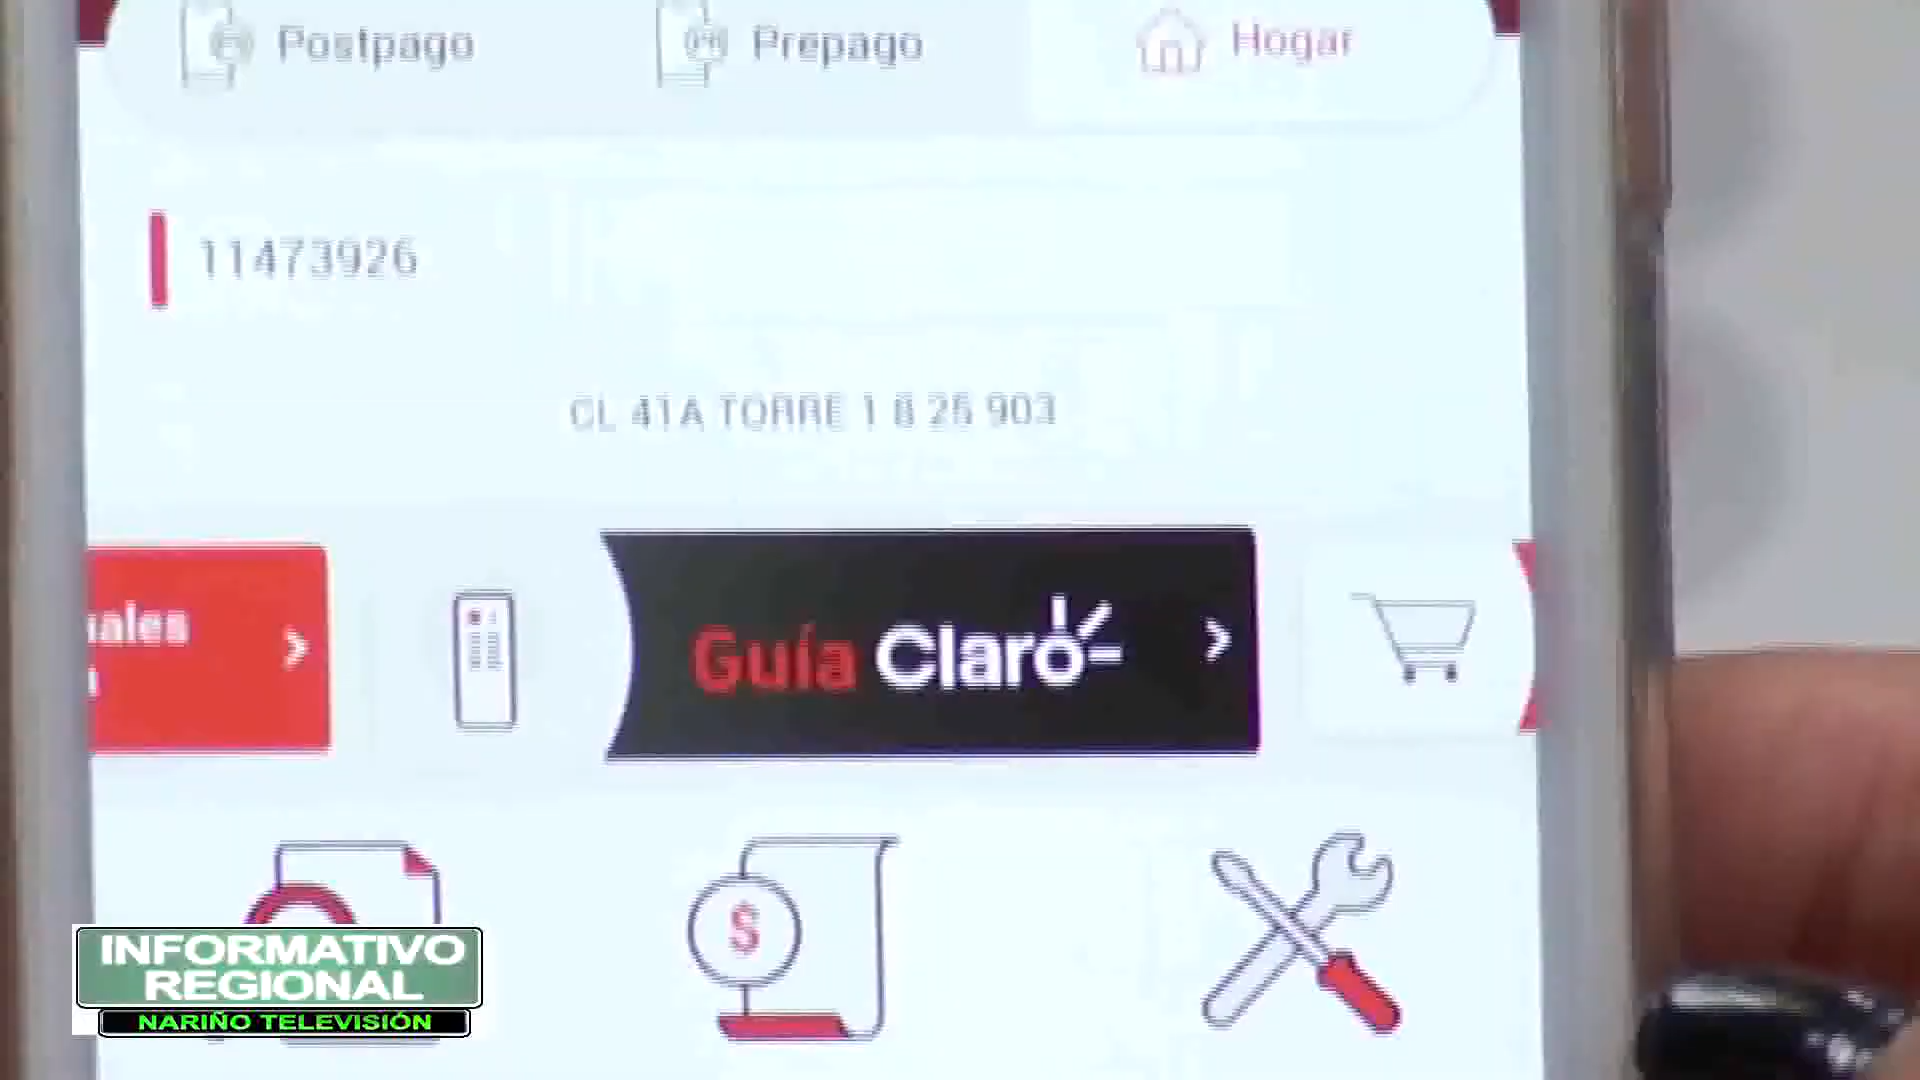 Postpago
Prepago
Hogar
11473926
CL 41A TORRE 1 8 25 903
Guía Claro
$
INFORMATIVO
REGIONAL
NARIÑO TELEVISIÓN